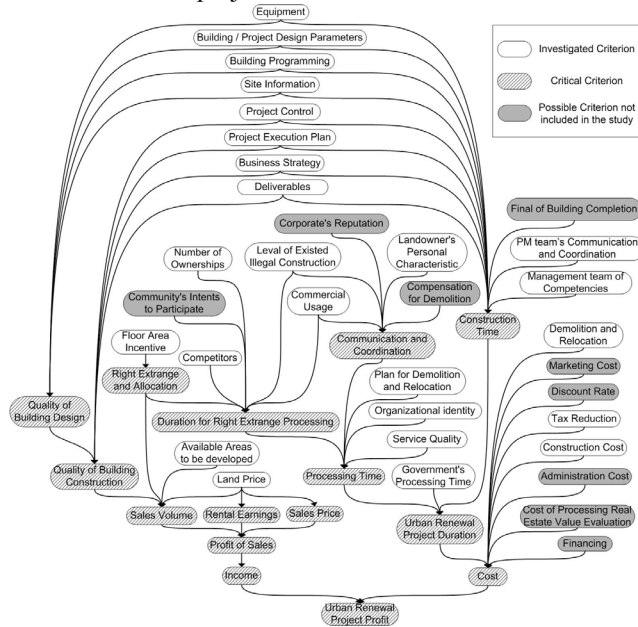 Equipment
Building / Project Design Parameters
Building Programming
Site Information
Project Control
Project Execution Plan
Business Strategy
Deliverables
Investigated Criterion
Critical Criterion
Possible Criterion not
included in the study
Corporate's Reputation
Number of
Ownerships
Leval of Existed
Illegal Construction
Landowner's
Personal
Characteristic
Final of Building Completion
PM team's Communication
and Coordination
Management team of
Competencies
Community's Intents
to Participate
Commercial
Usage
Compensation
for Demolition
Construction
Time
Floor Area
Incentive
Competitors
Communication and
Coordination
Demolition and
Relocation
Right Extrange
and Allocation
Plan for Demolition
and Relocation
Marketing Cost
Discount Rate
Quality of
Building Design
Duration for Right Extrange Processing
Organizational identity
Tax Reduction
Service Quality
Construction Cost
Available Areas
to be developed
Quality of Building
Construction
Land Price
Processing Time
Government's
Processing Time
Administration Cost
Sales Volume
Rental Earnings
Sales Price
Urban Renewal
Project Duration
Cost of Processing Real
Estate Value Evaluation
Profit of Sales
Financing
Income
Cost
Urban Renewal
Project Profit